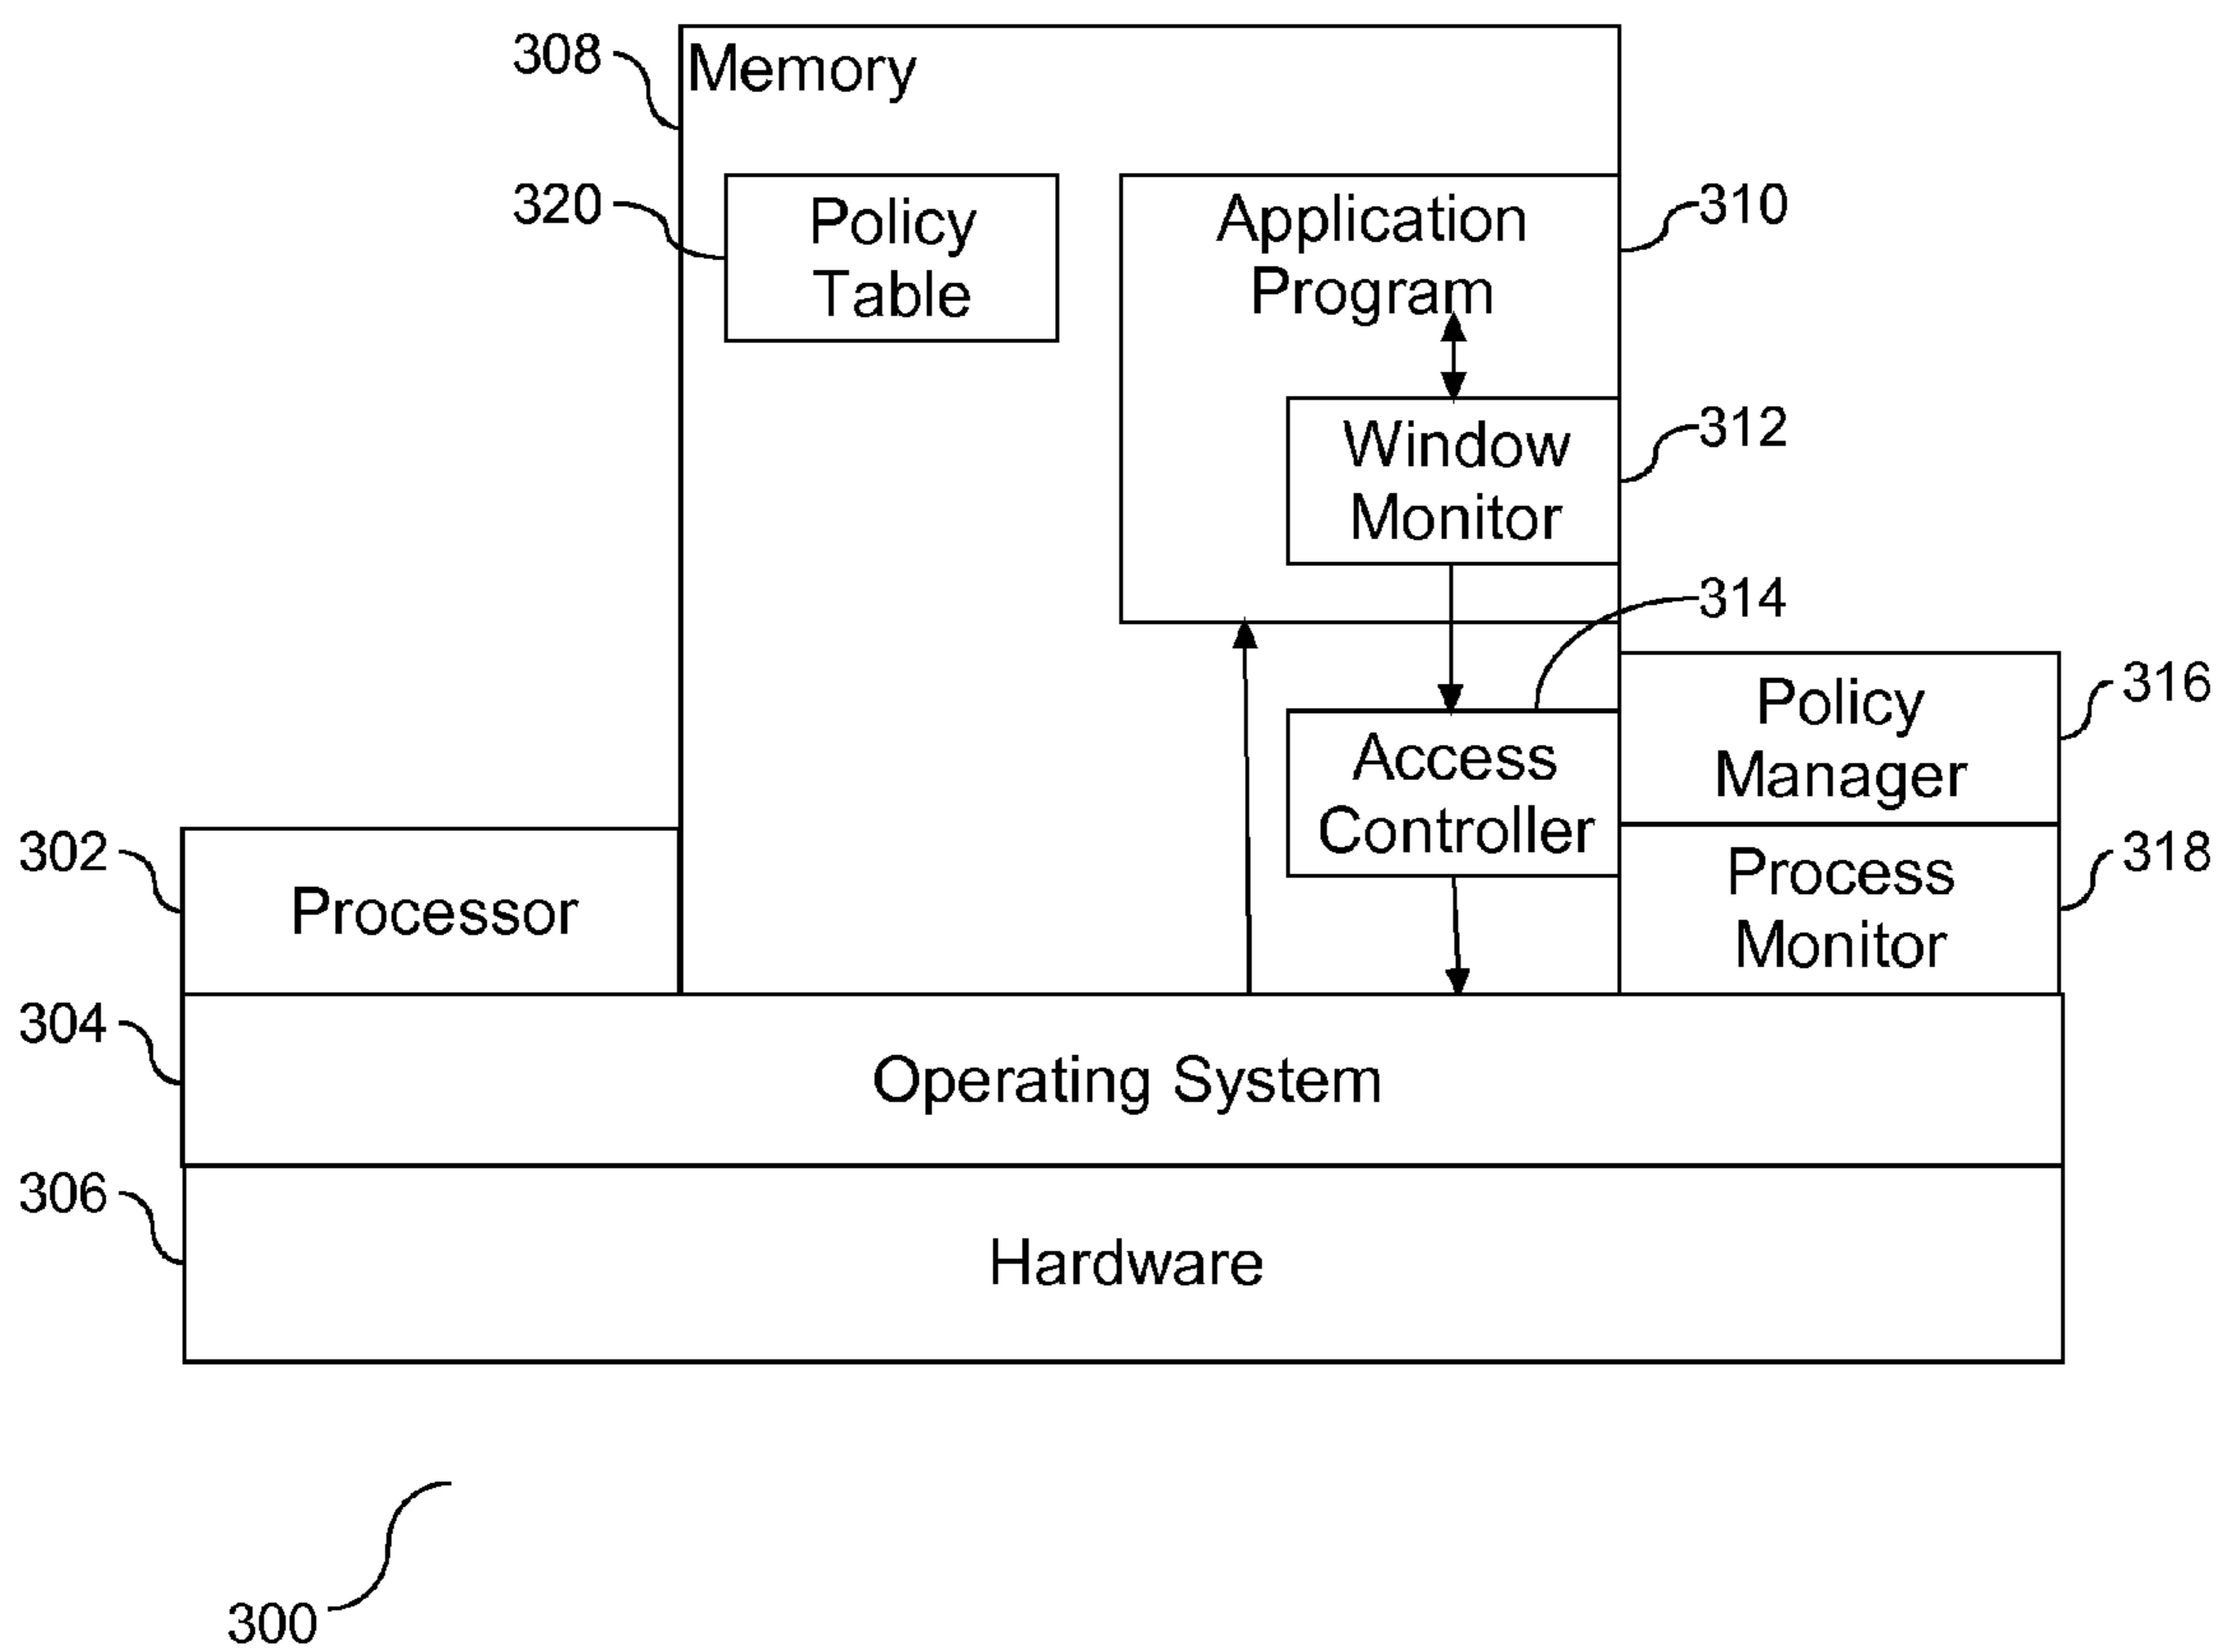 308
Memory
320
Policy
Table
Application
Program
310
Window
Monitor
312
314
Access
Controller
Policy
Manager
316
Process
Monitor
318
302
Processor
304
Operating System
306
Hardware
300